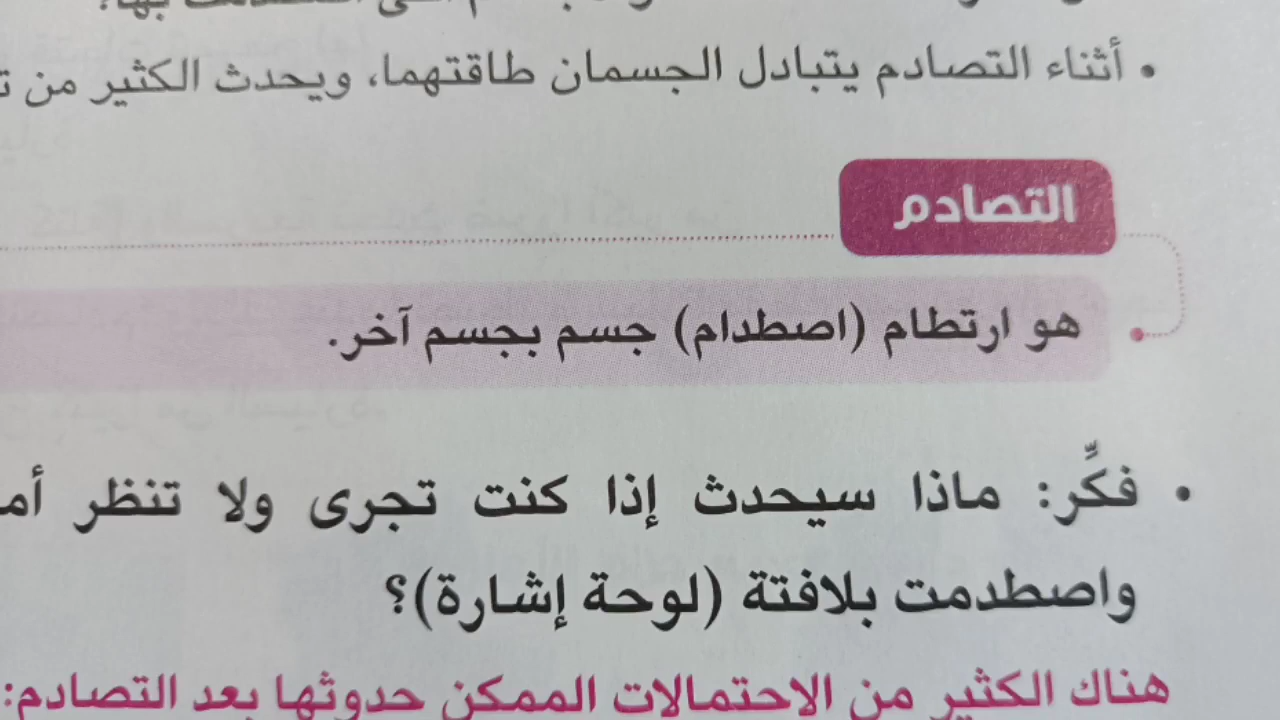 • أثناء التصادم يتبادل الجسمان طاقتهما، ويحدث الكثير من
التصادم
هو ارتطام (اصطدام) جسم بجسم آخر.
• فكِّر: ماذا سيحدث إذا كنت تجرى ولا تنظر
واصطدمت بلافتة (لوحة إشارة)؟
هناك الكثير من الاحتمالات الممكن حدوثها بعد التصادم: